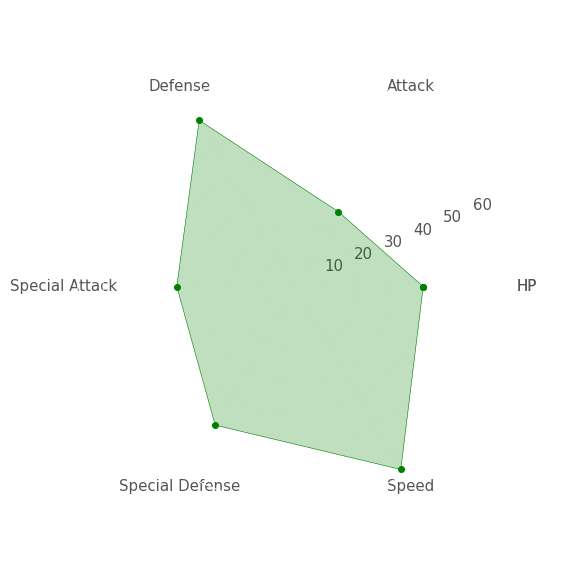 Defense
Attack
60
50
40
30
20
10
Special Attack
HP
Special Defense
Speed